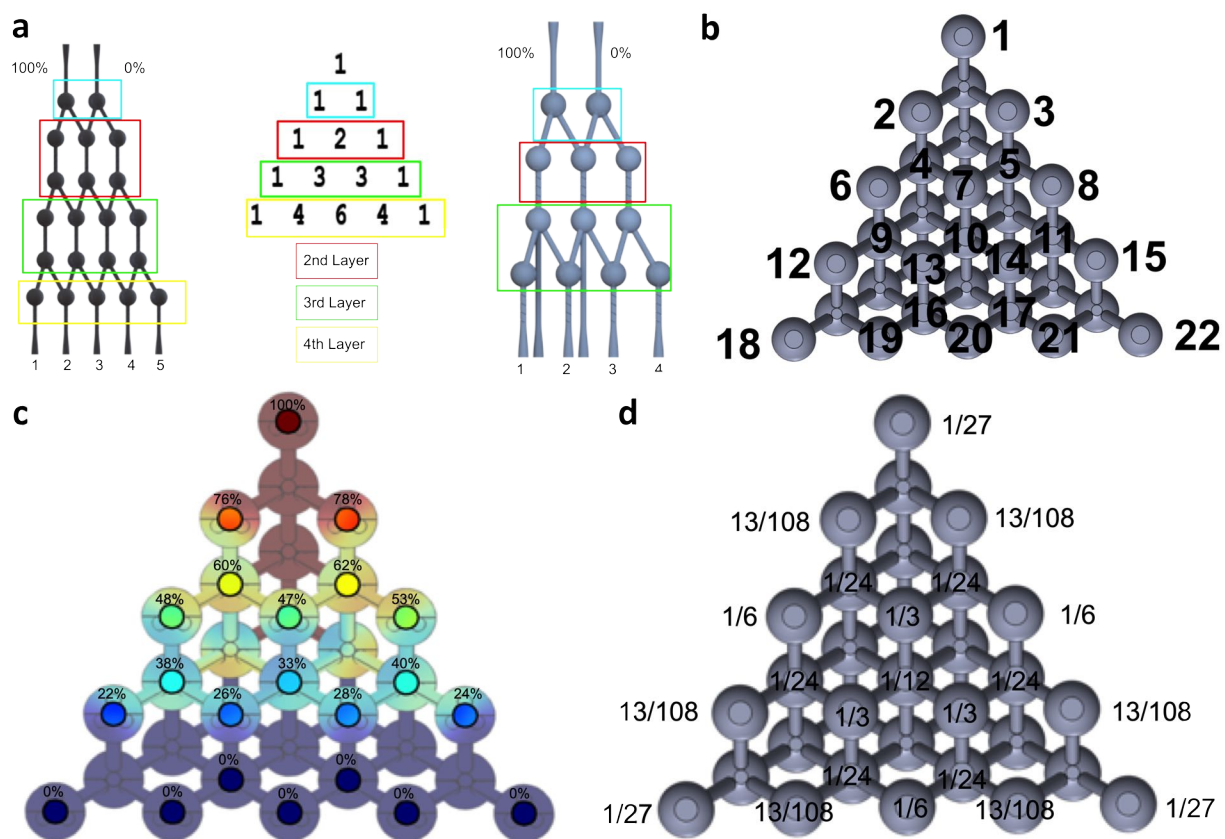 a
100%
0%
1 2 3 4 5
1
1 1
1 2 1
1 3 3 1
1 4 6 4 1
2nd Layer
3rd Layer
4th Layer
100%
0%
1 2 3 4
b
1
2 3
4 5
6 7 8
9 10 11
12 13 14 15
16 17
18 19 20 21 22
c
100%
76% 78%
60% 62%
48% 47% 53%
38% 33% 40%
22% 26% 28% 24%
0% 0%
0% 0% 0% 0% 0%
d
1/27
13/108 13/108
1/24 1/24
1/6 1/3 1/6
1/24 1/12 1/24
13/108 1/3 1/3 13/108
1/24 1/24
1/27 13/108 1/6 13/108 1/27